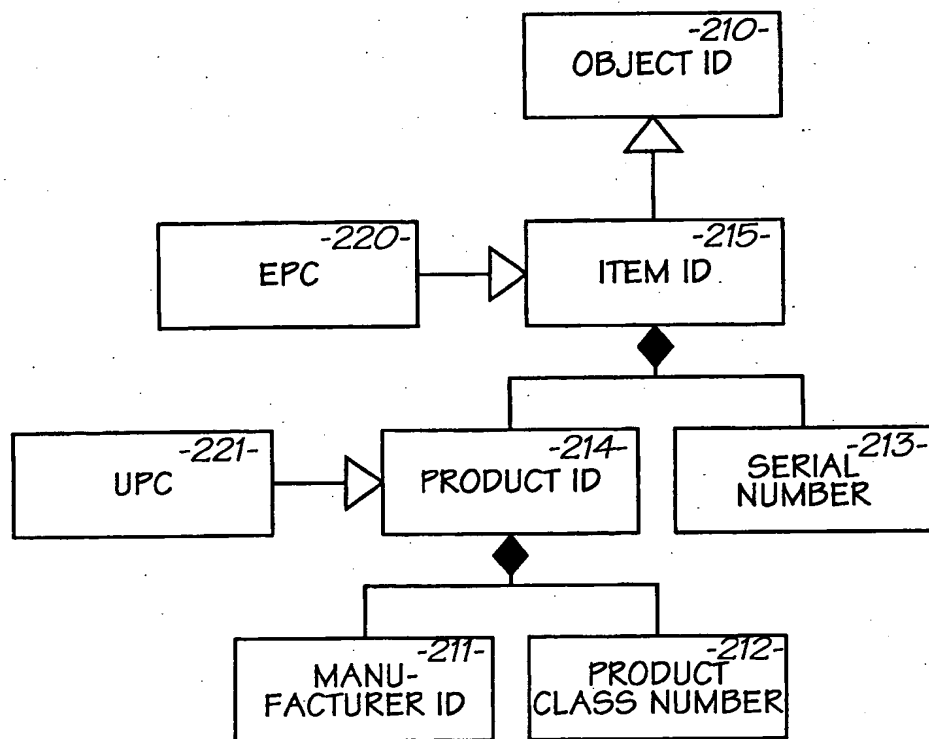 -210-
OBJECT ID
-220-
EPC
-215-
ITEM ID
-221-
UPC
-214-
PRODUCT ID
-213-
SERIAL
NUMBER
-211-
MANU-
FACTURER ID
-212-
PRODUCT
CLASS NUMBER